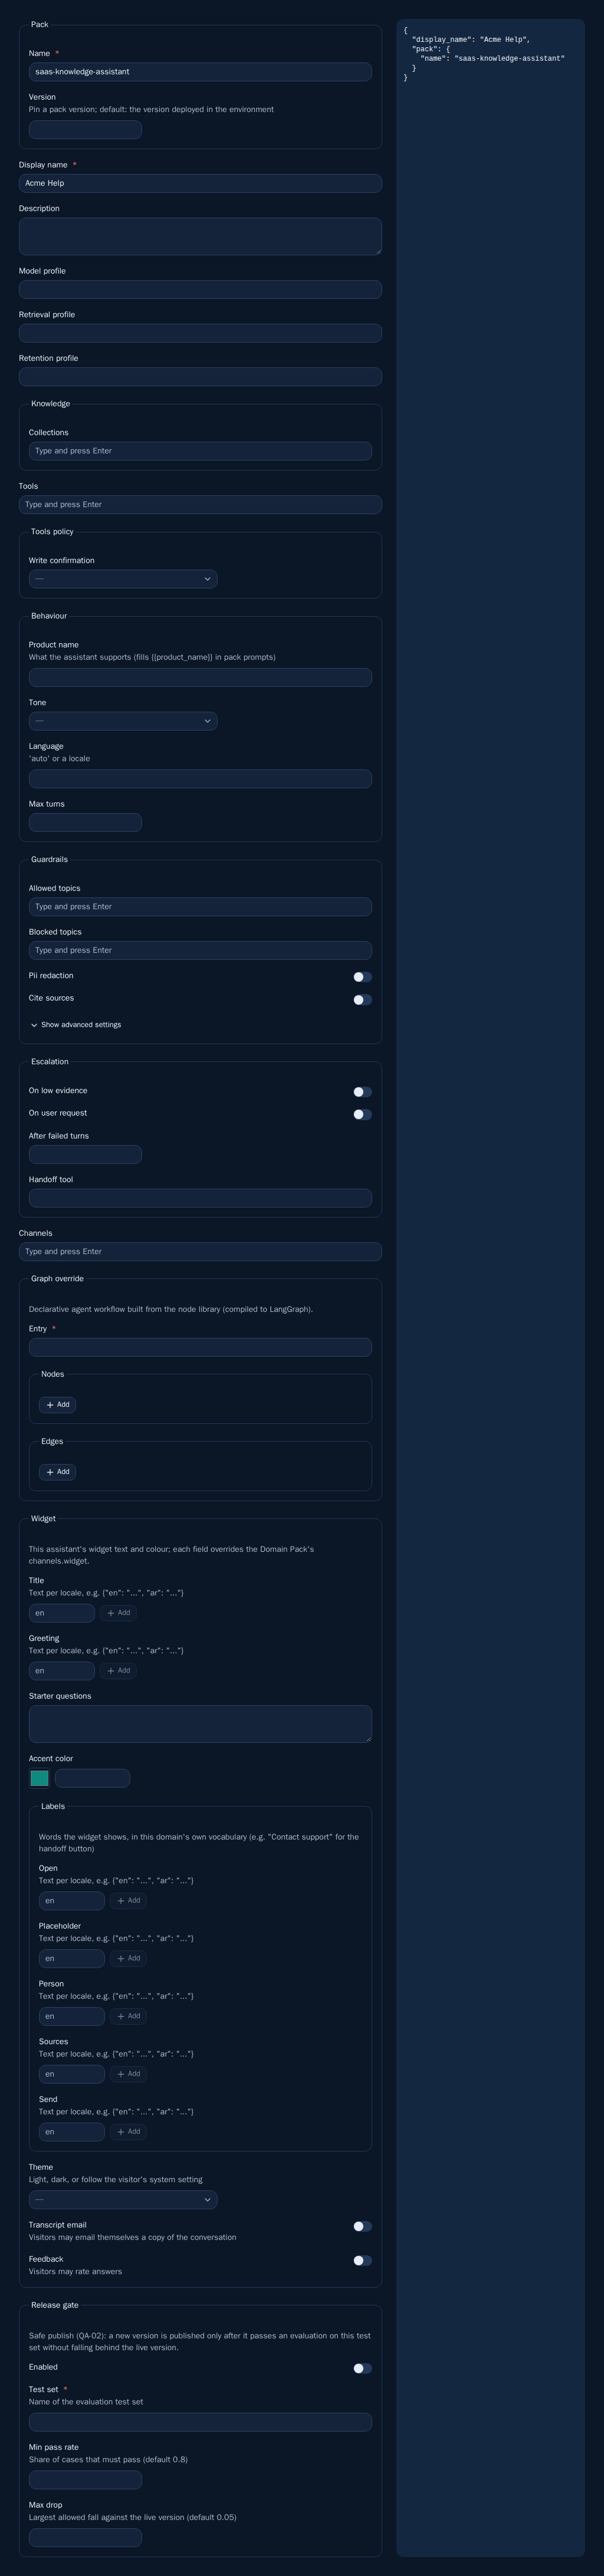 Pack
Name *
saas-knowledge-assistant
Version
Pin a pack version; default: the version deployed in the environment
Display name *
Acme Help
Description
Model profile
Retrieval profile
Retention profile
Knowledge
Collections
Type and press Enter
Tools
Type and press Enter
Tools policy
Write confirmation
—
Behaviour
Product name
What the assistant supports (fills {{product_name}} in pack prompts)
Tone
—
Language
'auto' or a locale
Max turns
Guardrails
Allowed topics
Type and press Enter
Blocked topics
Type and press Enter
Pii redaction
Cite sources
Show advanced settings
Escalation
On low evidence
On user request
After failed turns
Handoff tool
Channels
Type and press Enter
Graph override
Declarative agent workflow built from the node library (compiled to LangGraph).
Entry *
Nodes
+ Add
Edges
+ Add
Widget
This assistant's widget text and colour; each field overrides the Domain Pack's
channels.widget.
Title
Text per locale, e.g. {"en": "...", "ar": "..."}
en + Add
Greeting
Text per locale, e.g. {"en": "...", "ar": "..."}
en + Add
Starter questions
Accent color
Labels
Words the widget shows, in this domain's own vocabulary (e.g. "Contact support" for the
handoff button)
Open
Text per locale, e.g. {"en": "...", "ar": "..."}
en + Add
Placeholder
Text per locale, e.g. {"en": "...", "ar": "..."}
en + Add
Person
Text per locale, e.g. {"en": "...", "ar": "..."}
en + Add
Sources
Text per locale, e.g. {"en": "...", "ar": "..."}
en + Add
Send
Text per locale, e.g. {"en": "...", "ar": "..."}
en + Add
Theme
Light, dark, or follow the visitor's system setting
—
Transcript email
Visitors may email themselves a copy of the conversation
Feedback
Visitors may rate answers
Release gate
Safe publish (QA-02): a new version is published only after it passes an evaluation on this test
set without falling behind the live version.
Enabled
Test set *
Name of the evaluation test set
Min pass rate
Share of cases that must pass (default 0.8)
Max drop
Largest allowed fall against the live version (default 0.05)
{
"display_name": "Acme Help",
"pack": {
"name": "saas-knowledge-assistant"
}
}